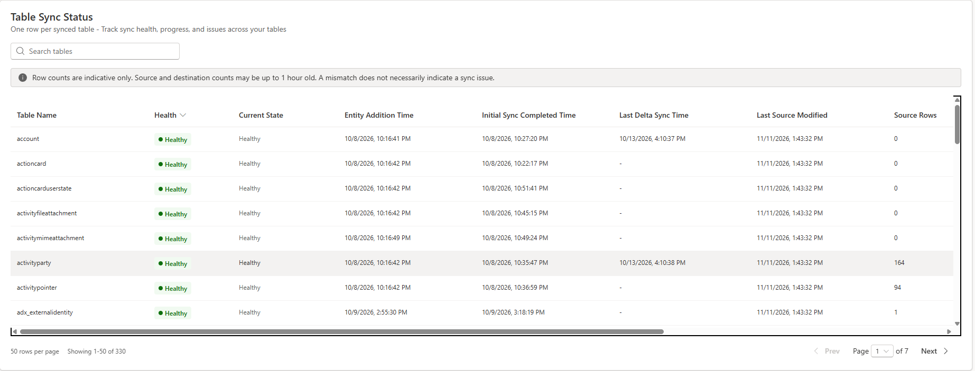 Table Sync Status
One row per synced table - Track sync health, progress, and issues across your tables
Search tables
Row counts are indicative only. Source and destination counts may be up to 1 hour old. A mismatch does not necessarily indicate a sync issue.
Table Name Health Current State Entity Addition Time Initial Sync Completed Time Last Delta Sync Time Last Source Modified Source Rows
account Healthy Healthy 10/8/2026, 10:16:41 PM 10/8/2026, 10:27:20 PM 10/13/2026, 4:10:37 PM 11/11/2026, 1:43:32 PM 0
actioncard Healthy Healthy 10/8/2026, 10:16:42 PM 10/8/2026, 10:22:17 PM - 11/11/2026, 1:43:32 PM 0
actioncarduserstate Healthy Healthy 10/8/2026, 10:16:42 PM 10/8/2026, 10:51:41 PM - 11/11/2026, 1:43:32 PM 0
activityfileattachment Healthy Healthy 10/8/2026, 10:16:42 PM 10/8/2026, 10:45:15 PM - 11/11/2026, 1:43:32 PM 0
activitymimeattachment Healthy Healthy 10/8/2026, 10:16:49 PM 10/8/2026, 10:49:24 PM - 11/11/2026, 1:43:32 PM 0
activityparty Healthy Healthy 10/8/2026, 10:16:42 PM 10/8/2026, 10:35:47 PM 10/13/2026, 4:10:38 PM 11/11/2026, 1:43:32 PM 164
activitypointer Healthy Healthy 10/8/2026, 10:16:42 PM 10/8/2026, 10:36:59 PM - 11/11/2026, 1:43:32 PM 94
adx_externalidentity Healthy Healthy 10/9/2026, 2:55:30 PM 10/9/2026, 3:18:19 PM - 11/11/2026, 1:43:32 PM 1
50 rows per page Showing 1-50 of 330 Prev Page 1 of 7 Next